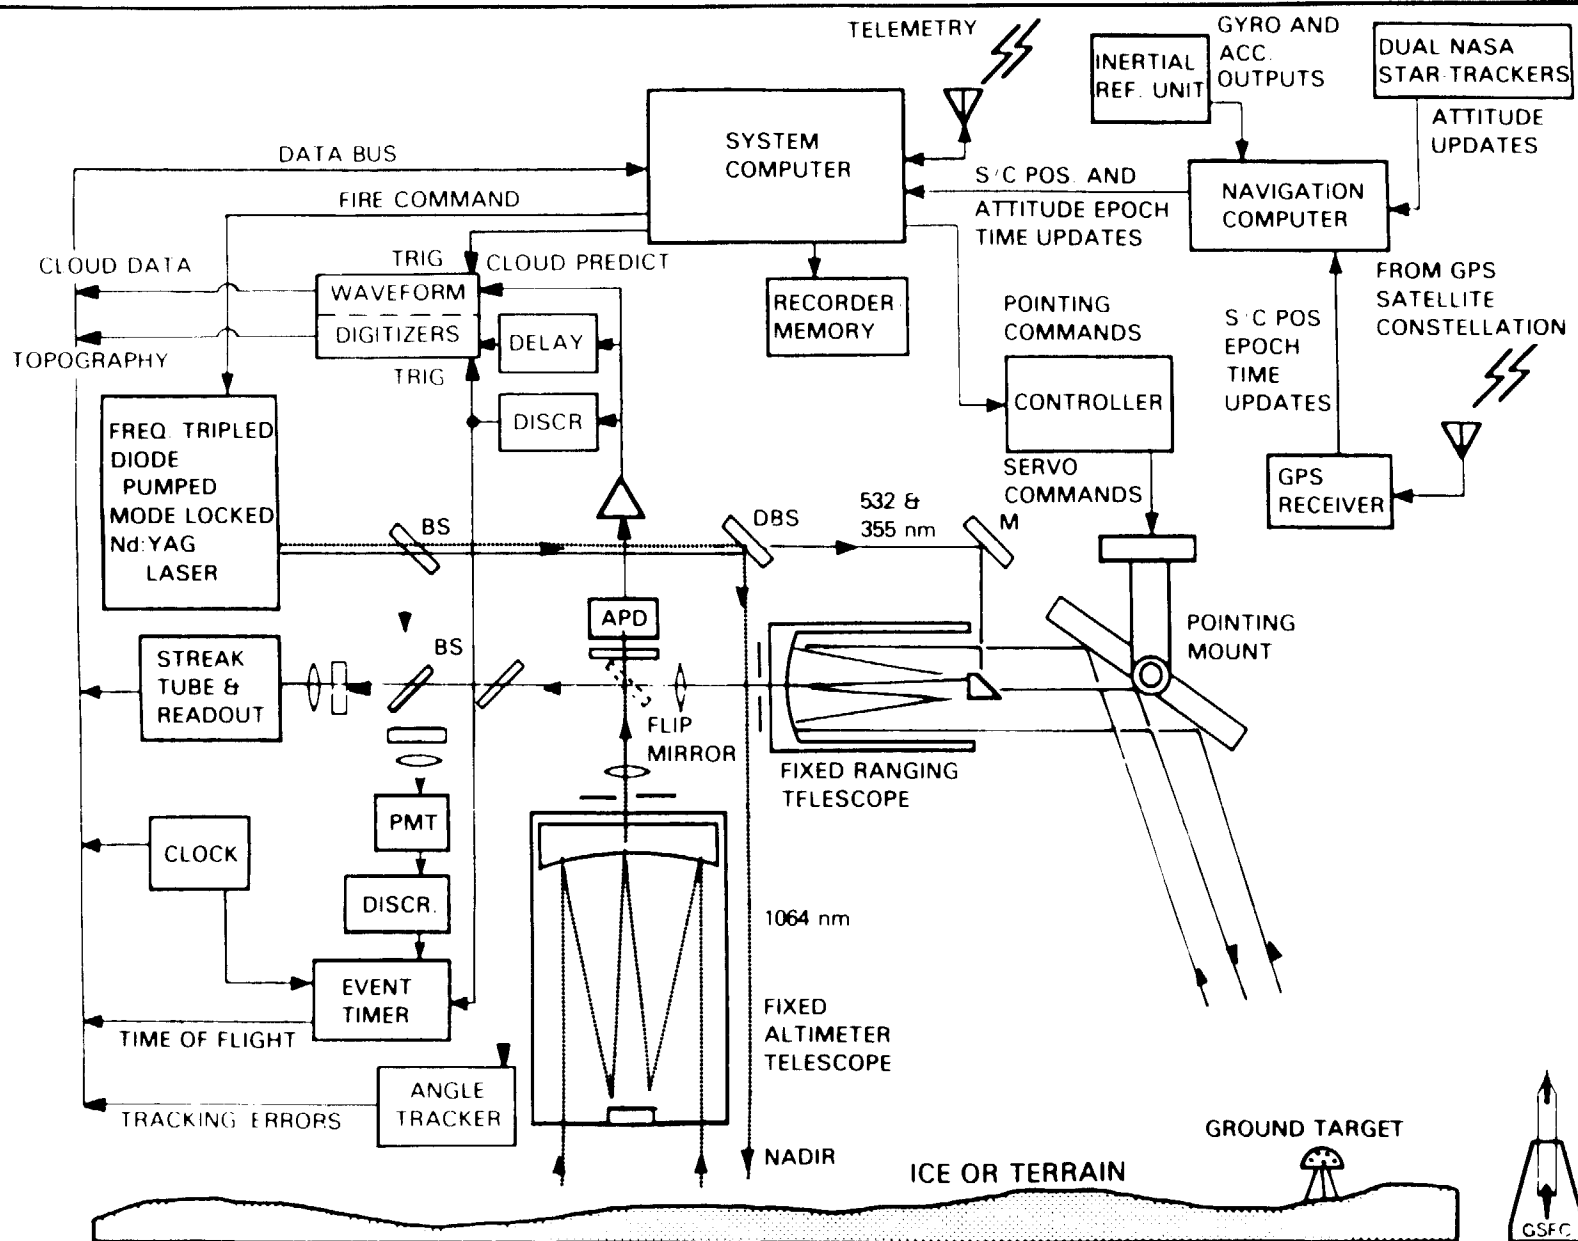 TELEMETRY
GYRO AND
ACC.
OUTPUTS
INERTIAL
REF. UNIT
DUAL NASA
STAR-TRACKERS
ATTITUDE
UPDATES
SYSTEM
COMPUTER
DATA BUS
FIRE COMMAND
S/C POS. AND
ATTITUDE EPOCH
TIME UPDATES
NAVIGATION
COMPUTER
CLOUD DATA
TRIG
CLOUD PREDICT
WAVEFORM
DIGITIZERS
DELAY
TRIG
DISCR
RECORDER
MEMORY
POINTING
COMMANDS
FROM GPS
SATELLITE
CONSTELLATION
S/C POS
EPOCH
TIME
UPDATES
TOPOGRAPHY
CONTROLLER
SERVO
COMMANDS
GPS
RECEIVER
FREQ. TRIPLED
DIODE
PUMPED
MODE LOCKED
Nd:YAG
LASER
BS
DBS
532 &
355 nm
M
APD
POINTING
MOUNT
STREAK
TUBE &
READOUT
BS
FLIP
MIRROR
FIXED RANGING
TELESCOPE
PMT
CLOCK
DISCR.
1064 nm
EVENT
TIMER
TIME OF FLIGHT
FIXED
ALTIMETER
TELESCOPE
ANGLE
TRACKER
TRACKING ERRORS
NADIR
GROUND TARGET
ICE OR TERRAIN
GSFC